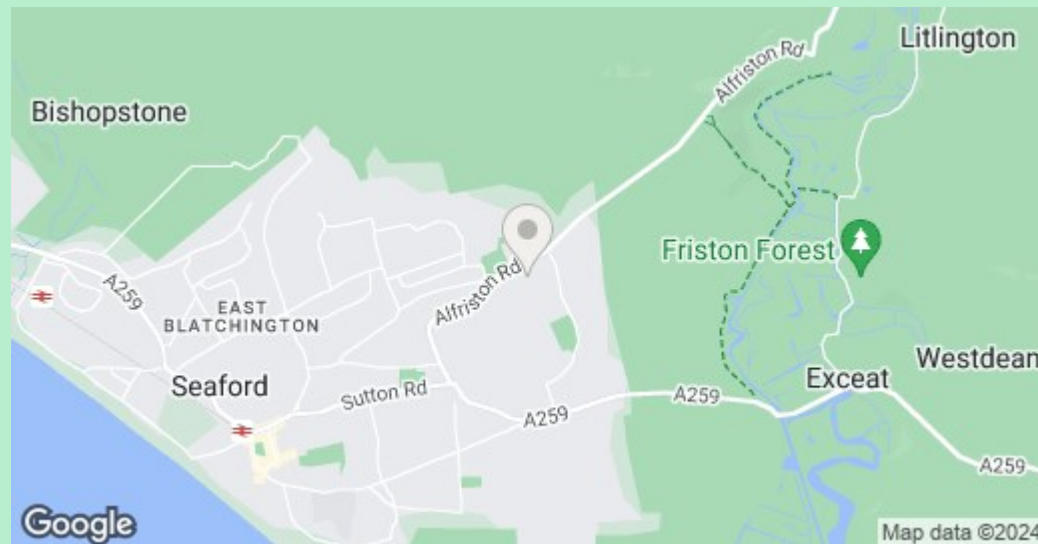 Litlington
Alfriston Rd
Bishopstone
Friston Forest
A259
Alfriston Rd
EAST
BLATCHINGTON
Westdean
Exceat
Seaford
Sutton Rd
A259
A259
A259
Google
Map data ©2024